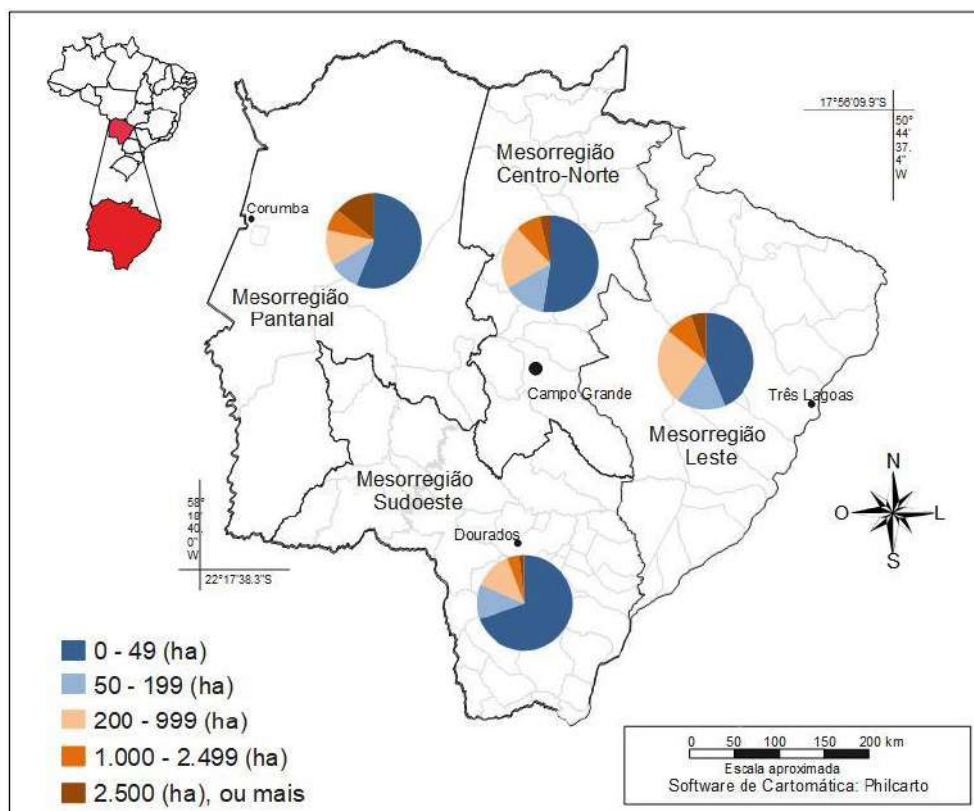 17°56'09.9"S
50°
44'
37.
4"
W
Mesorregião
Centro-Norte
Corumba
Mesorregião
Pantanal
Campo Grande
Três Lagoas
Mesorregião
Leste
Mesorregião
Sudoeste
Dourados
N
O
L
S
58°
18'
40.
0"
W
22°17'38.3"S
0 - 49 (ha)
50 - 199 (ha)
200 - 999 (ha)
1.000 - 2.499 (ha)
2.500 (ha), ou mais
0 50 100 150 200 km
Escala aproximada
Software de Cartomática: Philcarto